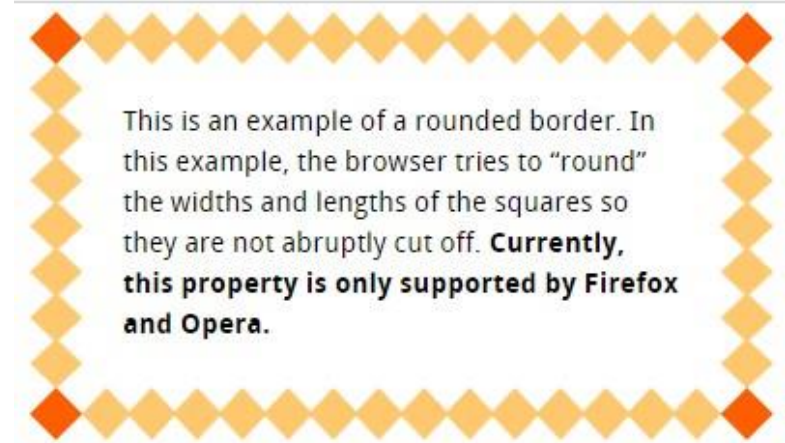 This is an example of a rounded border. In
this example, the browser tries to “round”
the widths and lengths of the squares so
they are not abruptly cut off. Currently,
this property is only supported by Firefox
and Opera.